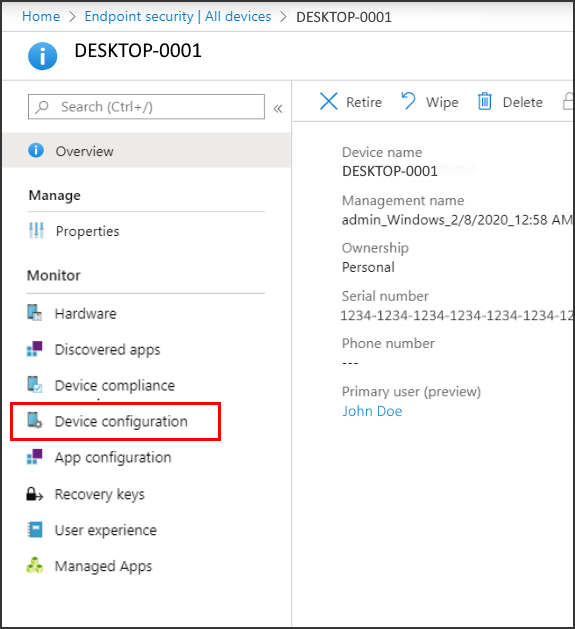 Home > Endpoint security | All devices > DESKTOP-0001
DESKTOP-0001
Search (Ctrl+/)
«
Overview
Manage
Properties
Monitor
Hardware
Discovered apps
Device compliance
Device configuration
App configuration
Recovery keys
User experience
Managed Apps
Retire
Wipe
Delete
Device name
DESKTOP-0001
Management name
admin_Windows_2/8/2020_12:58 AM
Ownership
Personal
Serial number
1234-1234-1234-1234-1234-12
Phone number
---
Primary user (preview)
John Doe